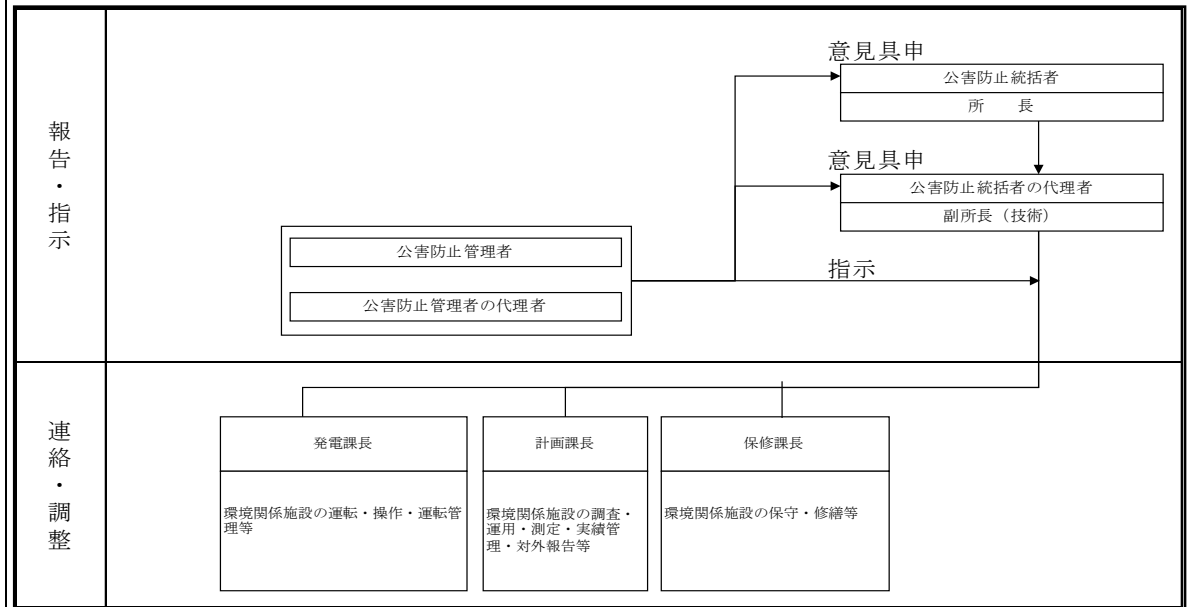 報告・指示
意見具申
公害防止統括者
所　　長
意見具申
公害防止統括者の代理者
副所長（技術）
公害防止管理者
公害防止管理者の代理者
指示
連絡・調整
発電課長
環境関係施設の運転・操作・運転管
理等
計画課長
環境関係施設の調査・
運用・測定・実績管
理・対外報告等
保修課長
環境関係施設の保守・修繕等